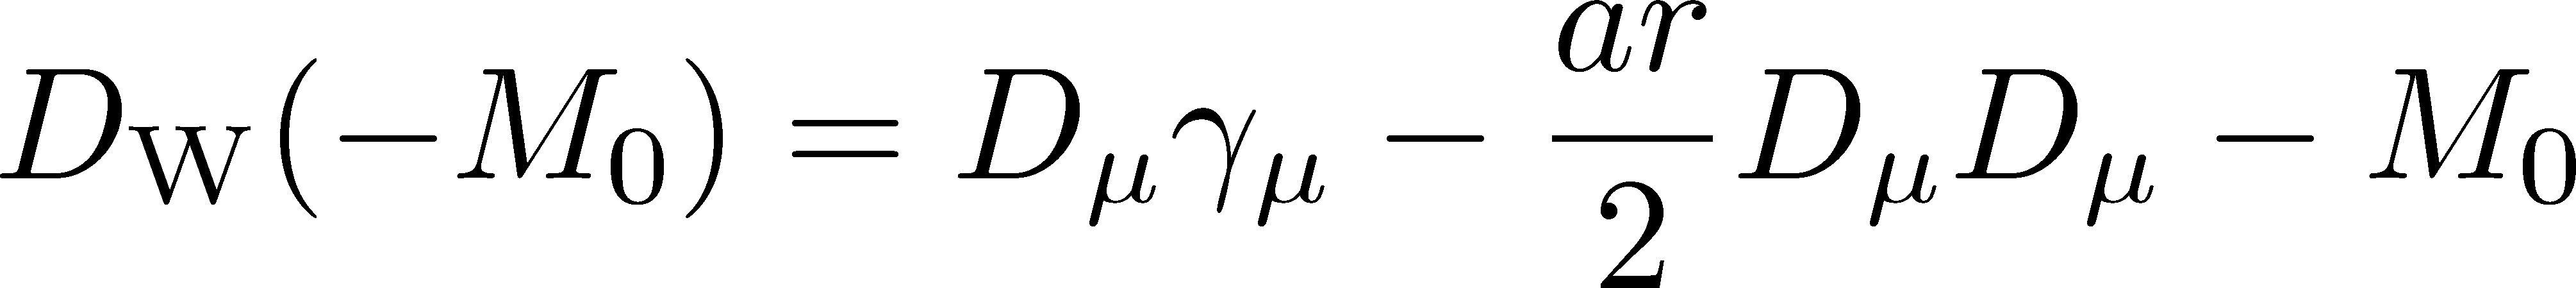 D_W(−M_0) = D_μ γ_μ − \frac{ar}{2} D_μ D_μ − M_0